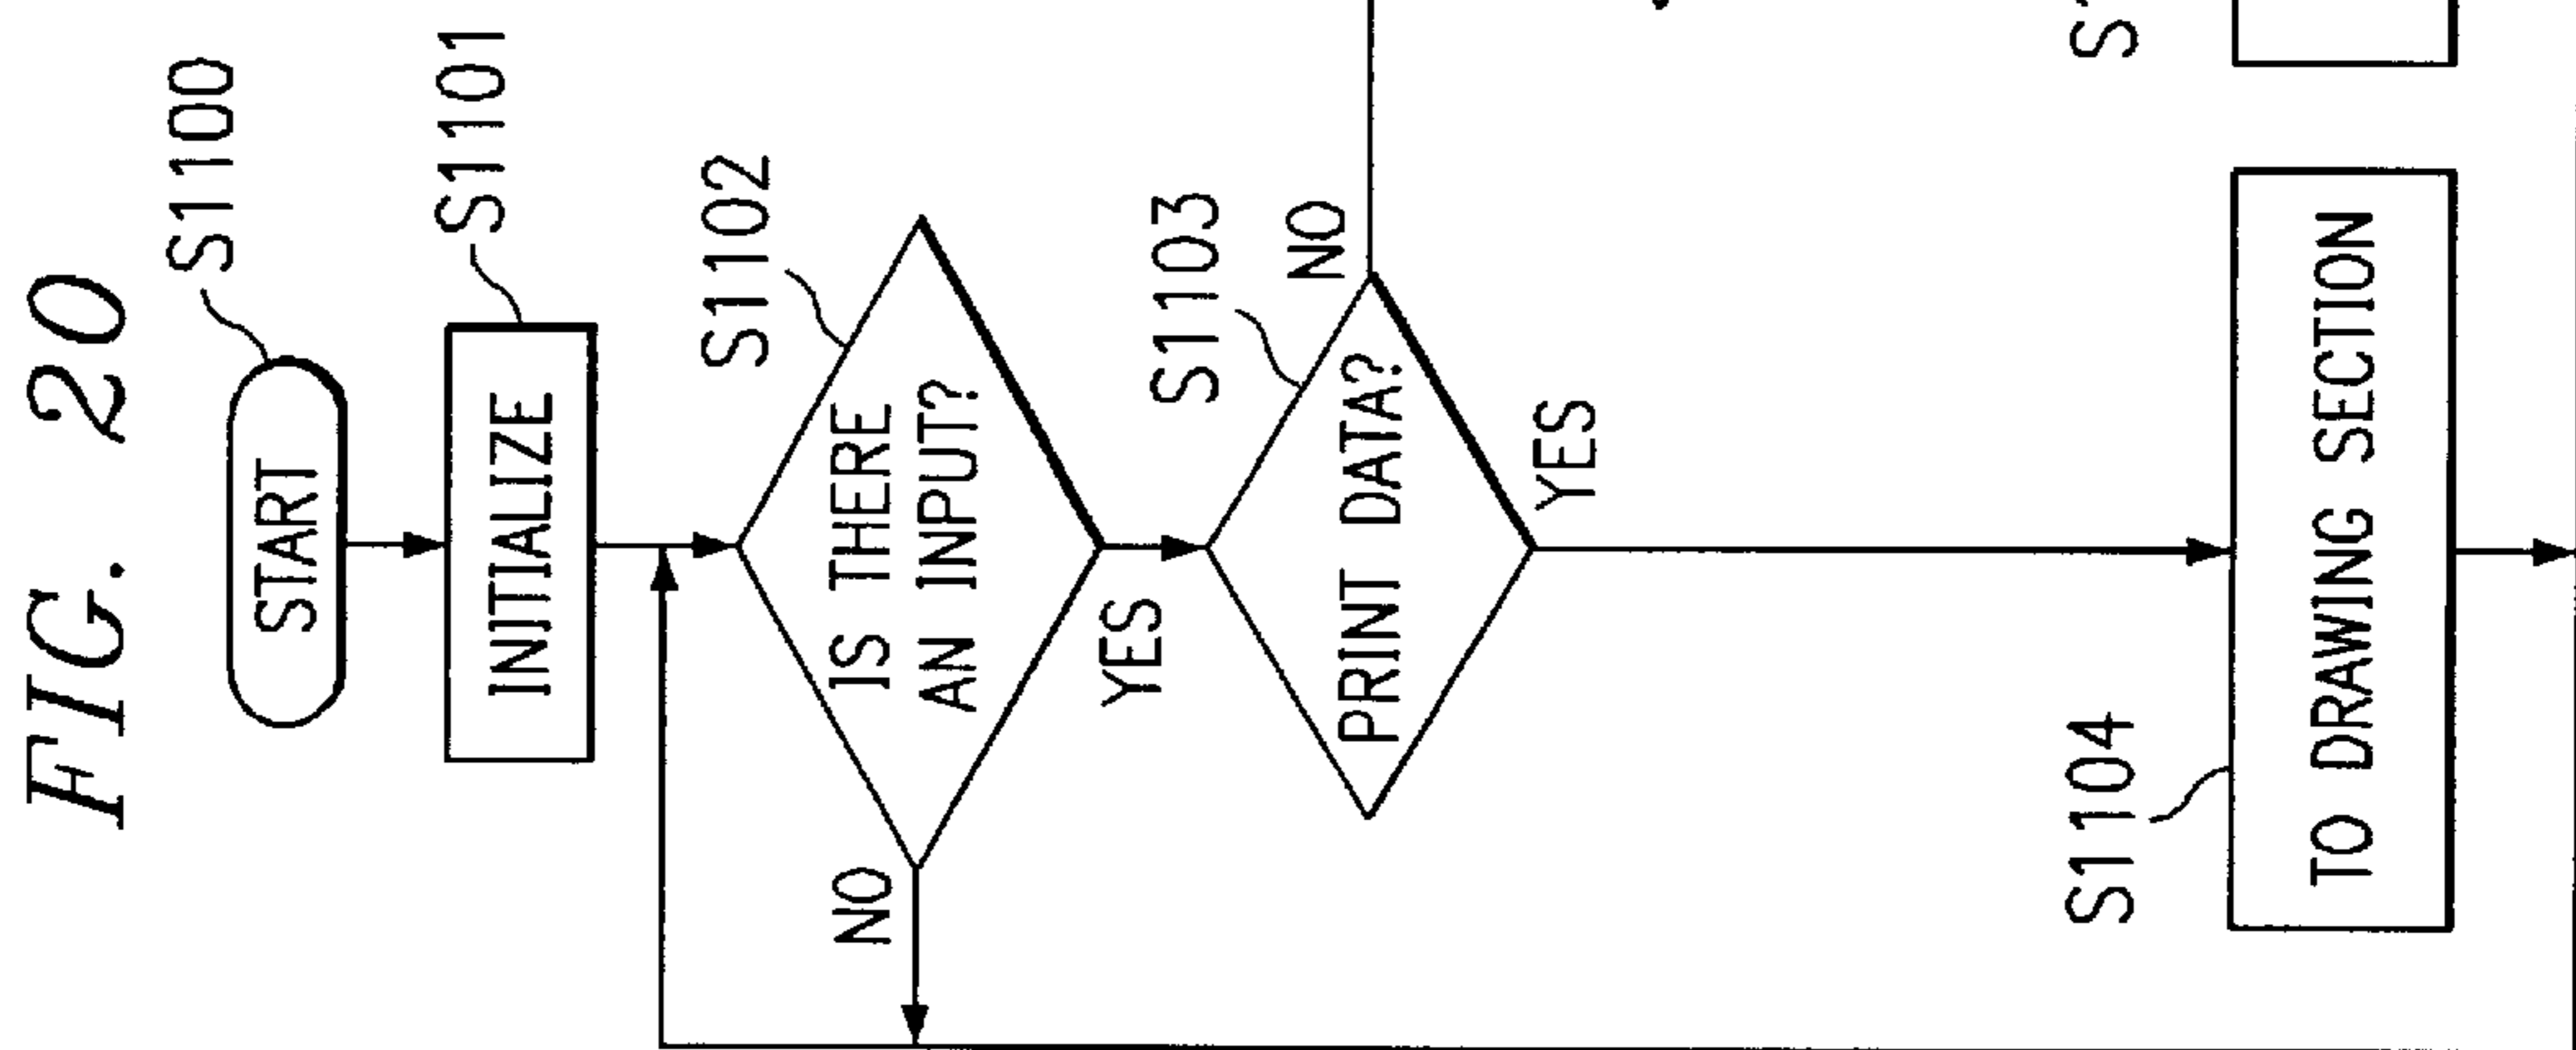 FIG. 20
START
S1100
INITIALIZE
S1101
IS THERE
AN INPUT?
S1102
NO
YES
PRINT DATA?
S1103
NO
YES
TO DRAWING SECTION
S1104